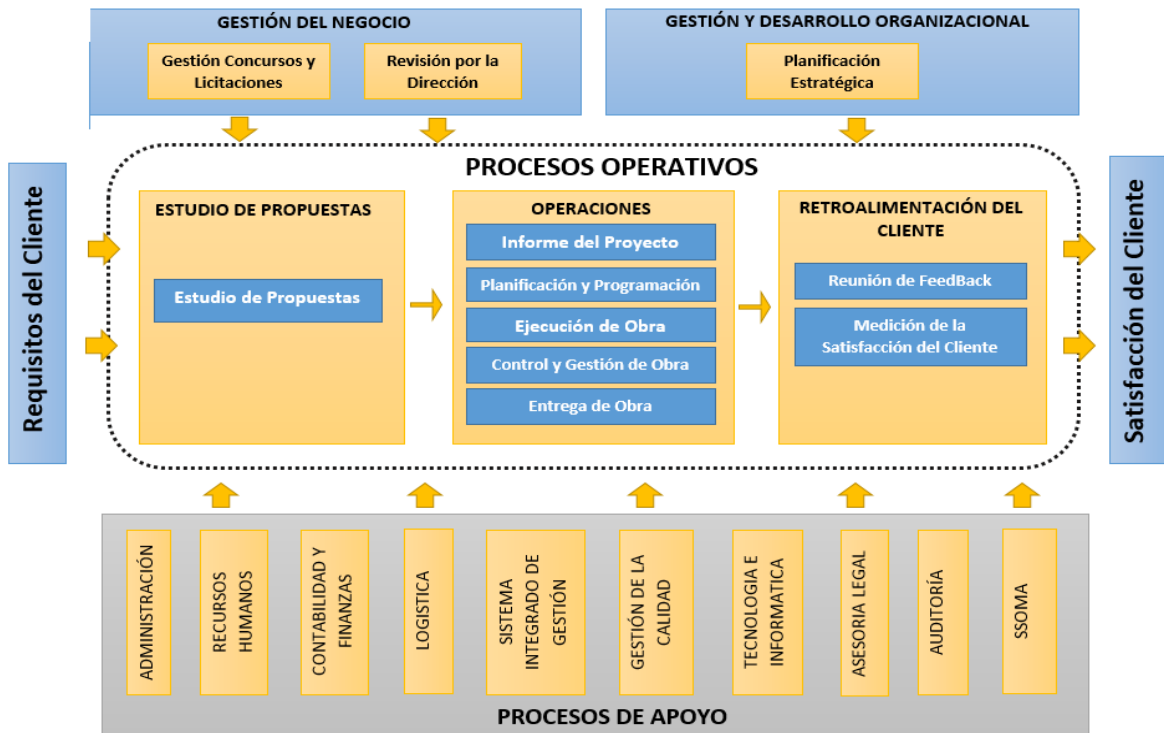 GESTIÓN DEL NEGOCIO
Gestión Concursos y
Licitaciones
Revisión por la
Dirección
GESTIÓN Y DESARROLLO ORGANIZACIONAL
Planificación
Estratégica
Requisitos del Cliente
PROCESOS OPERATIVOS
ESTUDIO DE PROPUESTAS
Estudio de Propuestas
OPERACIONES
Informe del Proyecto
Planificación y Programación
Ejecución de Obra
Control y Gestión de Obra
Entrega de Obra
RETROALIMENTACIÓN DEL
CLIENTE
Reunión de FeedBack
Medición de la
Satisfacción del Cliente
Satisfacción del Cliente
ADMINISTRACIÓN
RECURSOS
HUMANOS
CONTABILIDAD Y
FINANZAS
LOGISTICA
SISTEMA
INTEGRADO DE
GESTIÓN
GESTIÓN DE LA
CALIDAD
TECNOLOGIA E
INFORMATICA
ASESORIA LEGAL
AUDITORÍA
SSOMA
PROCESOS DE APOYO